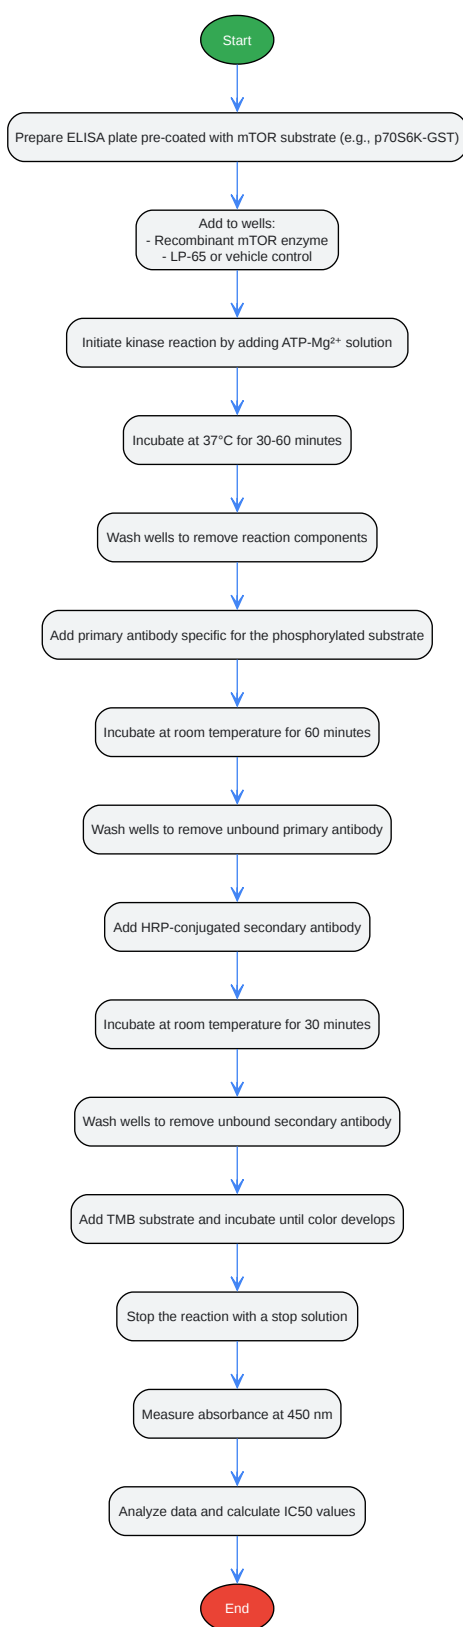 Start
Prepare ELISA plate pre-coated with mTOR substrate (e.g., p70S6K-GST)
Add to wells:
- Recombinant mTOR enzyme
- LP-65 or vehicle control
Initiate kinase reaction by adding ATP-Mg²⁺ solution
Incubate at 37°C for 30-60 minutes
Wash wells to remove reaction components
Add primary antibody specific for the phosphorylated substrate
Incubate at room temperature for 60 minutes
Wash wells to remove unbound primary antibody
Add HRP-conjugated secondary antibody
Incubate at room temperature for 30 minutes
Wash wells to remove unbound secondary antibody
Add TMB substrate and incubate until color develops
Stop the reaction with a stop solution
Measure absorbance at 450 nm
Analyze data and calculate IC50 values
End